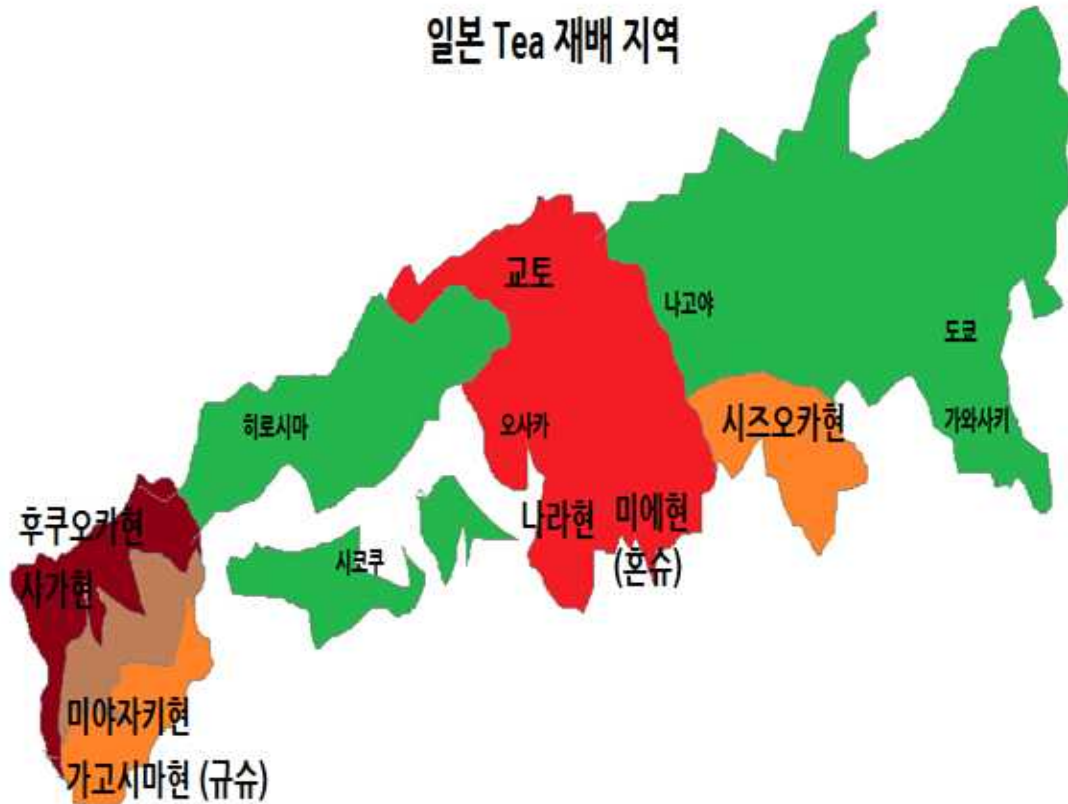 일본 Tea 재배 지역
교토
나고야
도쿄
히로시마
오사카
시즈오카현
가와사키
후쿠오카현
나라현
미에현
(혼슈)
시코쿠
사가현
미야자키현
가고시마현 (규슈)